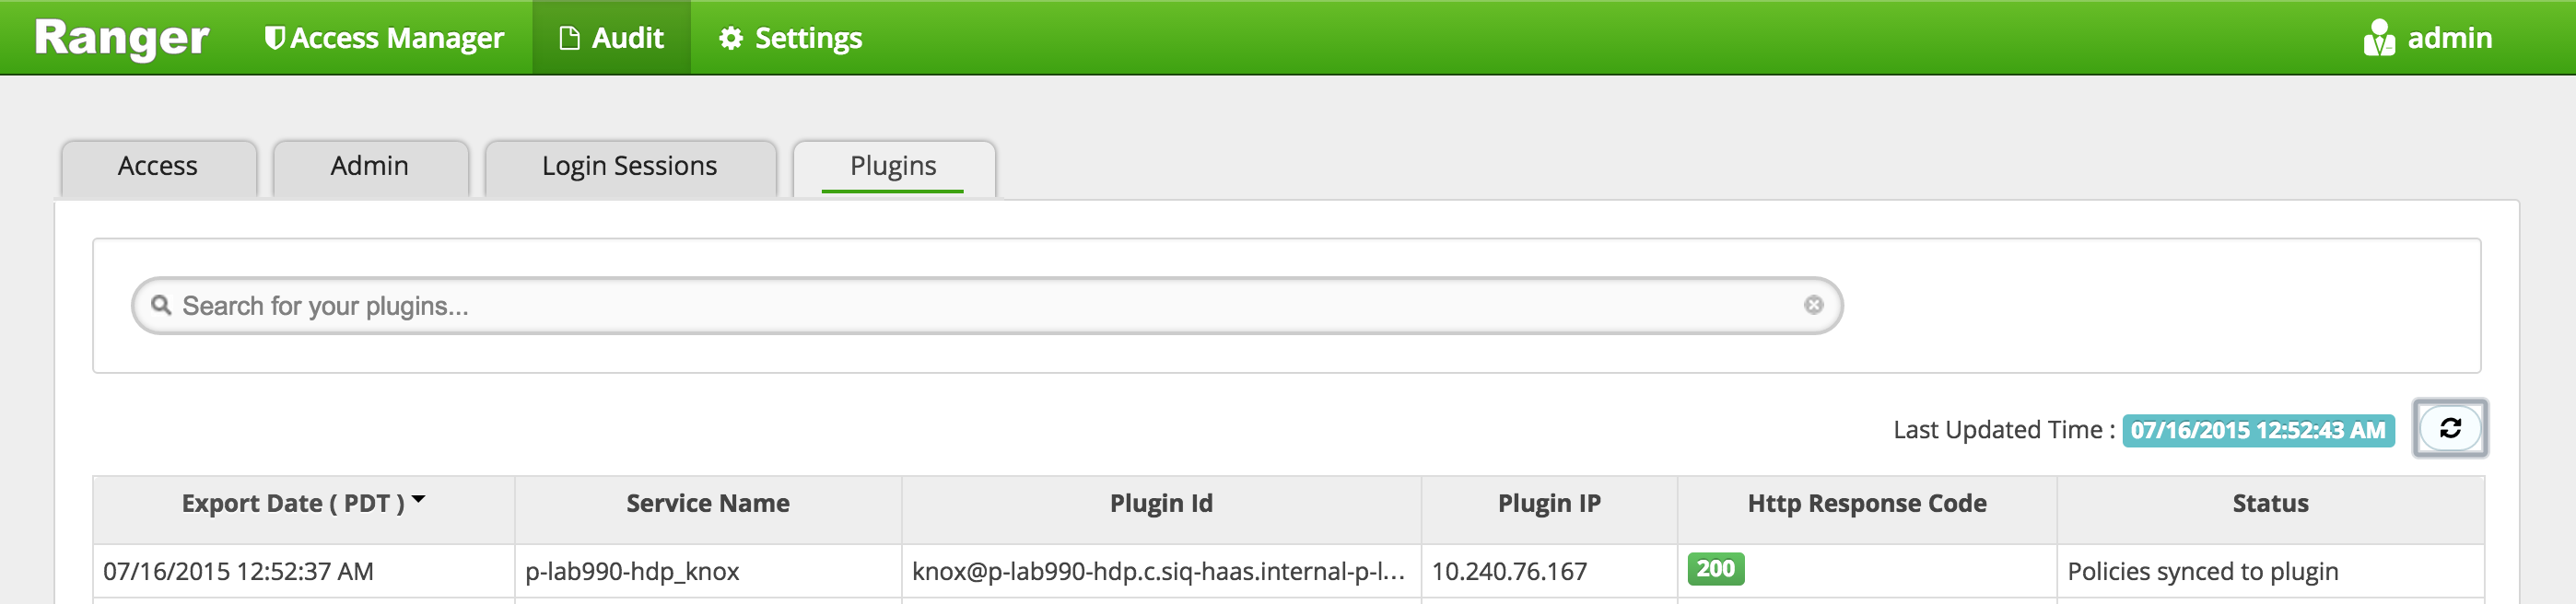 Ranger Access Manager Audit Settings admin
Access Admin Login Sessions Plugins
Search for your plugins...
Last Updated Time : 07/16/2015 12:52:43 AM
Export Date ( PDT ) Service Name Plugin Id Plugin IP Http Response Code Status
07/16/2015 12:52:37 AM p-lab990-hdp_knox knox@p-lab990-hdp.c.siq-haas.internal-p-l... 10.240.76.167 200 Policies synced to plugin